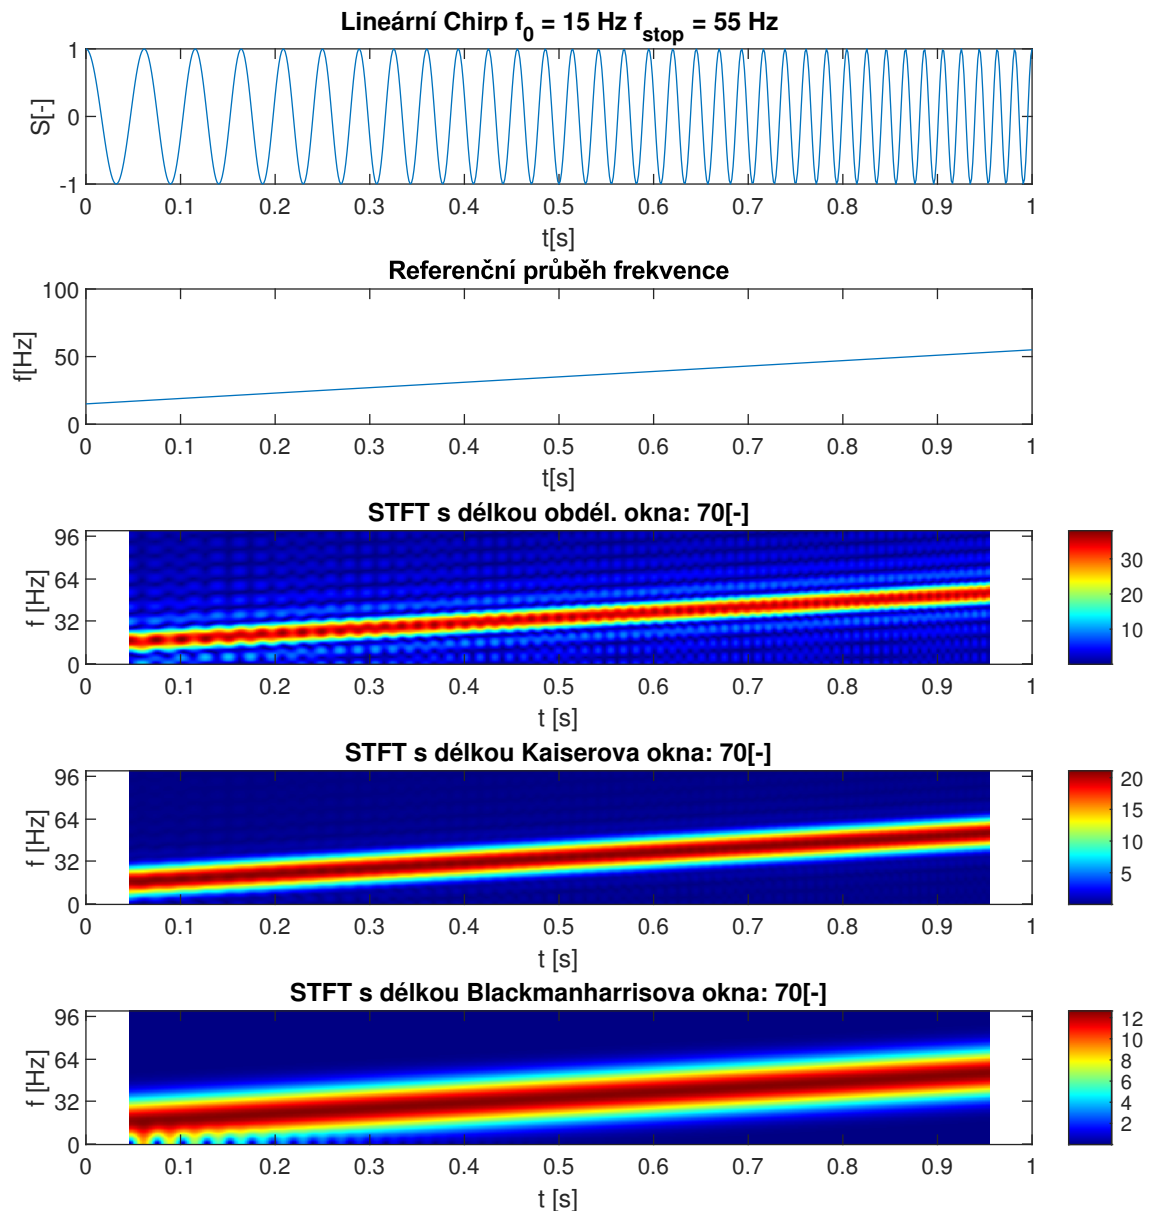 Lineární Chirp f0 = 15 Hz fstop = 55 Hz
1
0
-1
S[-]
0 0.1 0.2 0.3 0.4 0.5 0.6 0.7 0.8 0.9 1
t[s]
Referenční průběh frekvence
100
50
0
f[Hz]
0 0.1 0.2 0.3 0.4 0.5 0.6 0.7 0.8 0.9 1
t[s]
STFT s délkou obdél. okna: 70[-]
96
64
32
0
f [Hz]
30
20
10
0 0.1 0.2 0.3 0.4 0.5 0.6 0.7 0.8 0.9 1
t [s]
STFT s délkou Kaiserova okna: 70[-]
96
64
32
0
f [Hz]
20
15
10
5
0 0.1 0.2 0.3 0.4 0.5 0.6 0.7 0.8 0.9 1
t [s]
STFT s délkou Blackmanharrisova okna: 70[-]
96
64
32
0
f [Hz]
12
10
8
6
4
2
0 0.1 0.2 0.3 0.4 0.5 0.6 0.7 0.8 0.9 1
t [s]